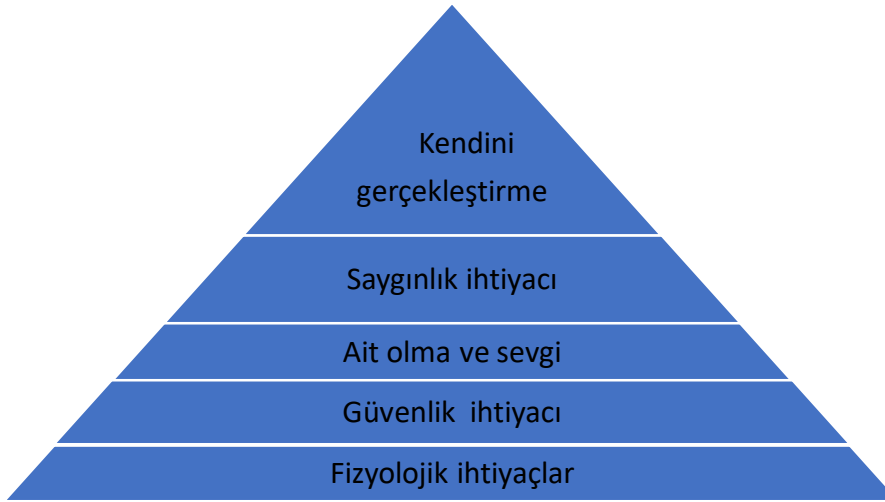 Kendini
gerçekleştirme
Saygınlık ihtiyacı
Ait olma ve sevgi
Güvenlik  ihtiyacı
Fizyolojik ihtiyaçlar